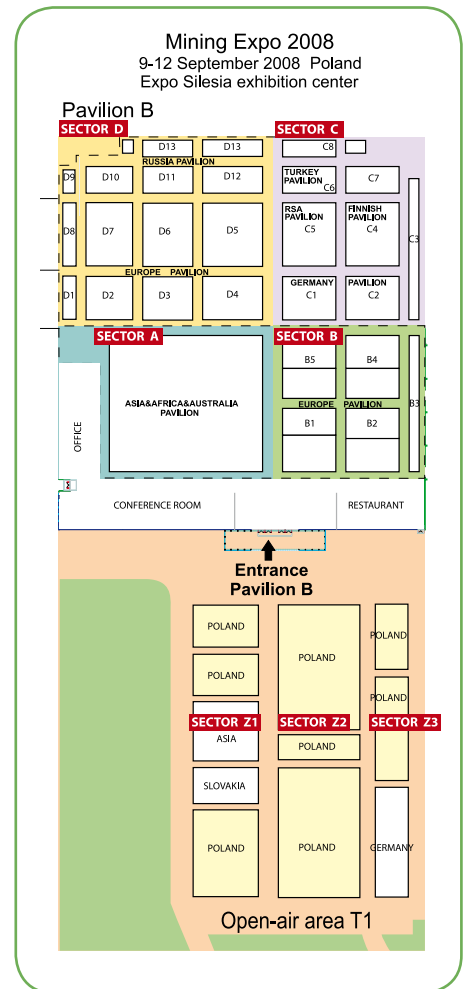 Mining Expo 2008
9-12 September 2008 Poland
Expo Silesia exhibition center
Pavilion B
SECTOR D
SECTOR C
D13
D13
C8
RUSSIA PAVILION
D9
D10
D11
D12
TURKEY
PAVILION
C6
C7
D8
D7
D6
D5
RSA
PAVILION
C5
FINNISH
PAVILION
C4
C3
EUROPE PAVILION
D1
D2
D3
D4
GERMANY
C1
PAVILION
C2
SECTOR A
SECTOR B
B5
B4
ASIA&AFRICA&AUSTRALIA
PAVILION
EUROPE PAVILION
B3
B1
B2
OFFICE
CONFERENCE ROOM
RESTAURANT
Entrance
Pavilion B
POLAND
POLAND
POLAND
POLAND
POLAND
POLAND
SECTOR Z1
SECTOR Z2
SECTOR Z3
ASIA
POLAND
SLOVAKIA
POLAND
POLAND
GERMANY
Open-air area T1